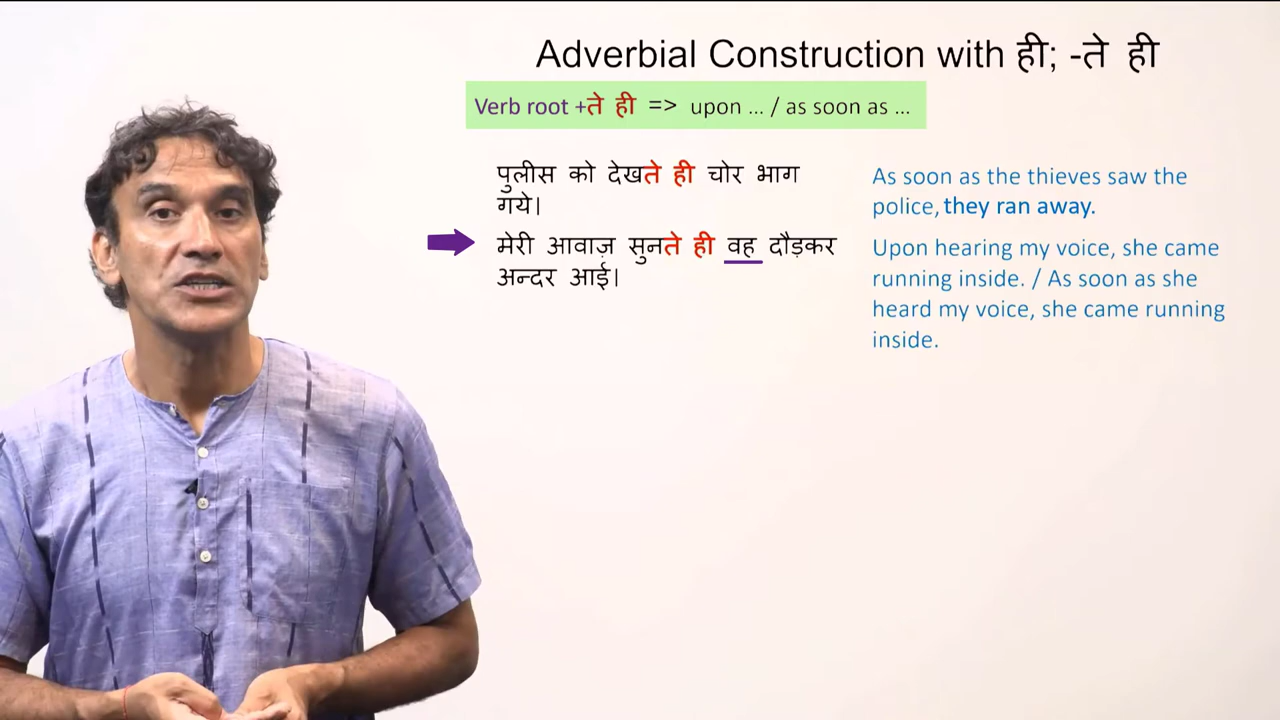 Adverbial Construction with ही; -ते ही
Verb root +ते ही => upon ... / as soon as ...
पुलीस को देखते ही चोर भाग
गये।
As soon as the thieves saw the
police, they ran away.
मेरी आवाज़ सुनते ही वह दौड़कर
अन्दर आई।
Upon hearing my voice, she came
running inside. / As soon as she
heard my voice, she came running
inside.